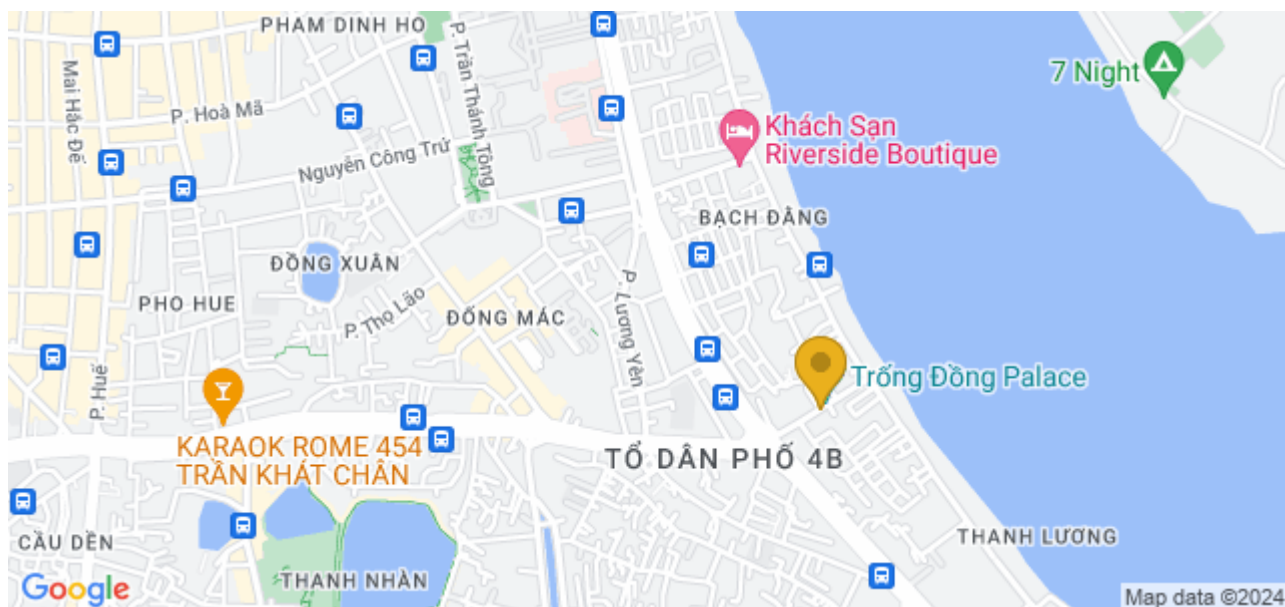 PHAM DINH HO
P. Trần Thánh Tông
7 Night
Mai Hắc Đế
P. Hoà Mã
Khách Sạn
Riverside Boutique
Nguyễn Công Trứ
BẠCH ĐẰNG
ĐỒNG XUÂN
PHO HUE
P. Thọ Lão
ĐỐNG MÁC
P. Lương Yên
Trống Đồng Palace
P. Huế
KARAOK ROME 454
TRẦN KHÁT CHÂN
TỔ DÂN PHỐ 4B
CẦU DỀN
THANH LƯƠNG
THANH NHÀN
Google
Map data ©2024